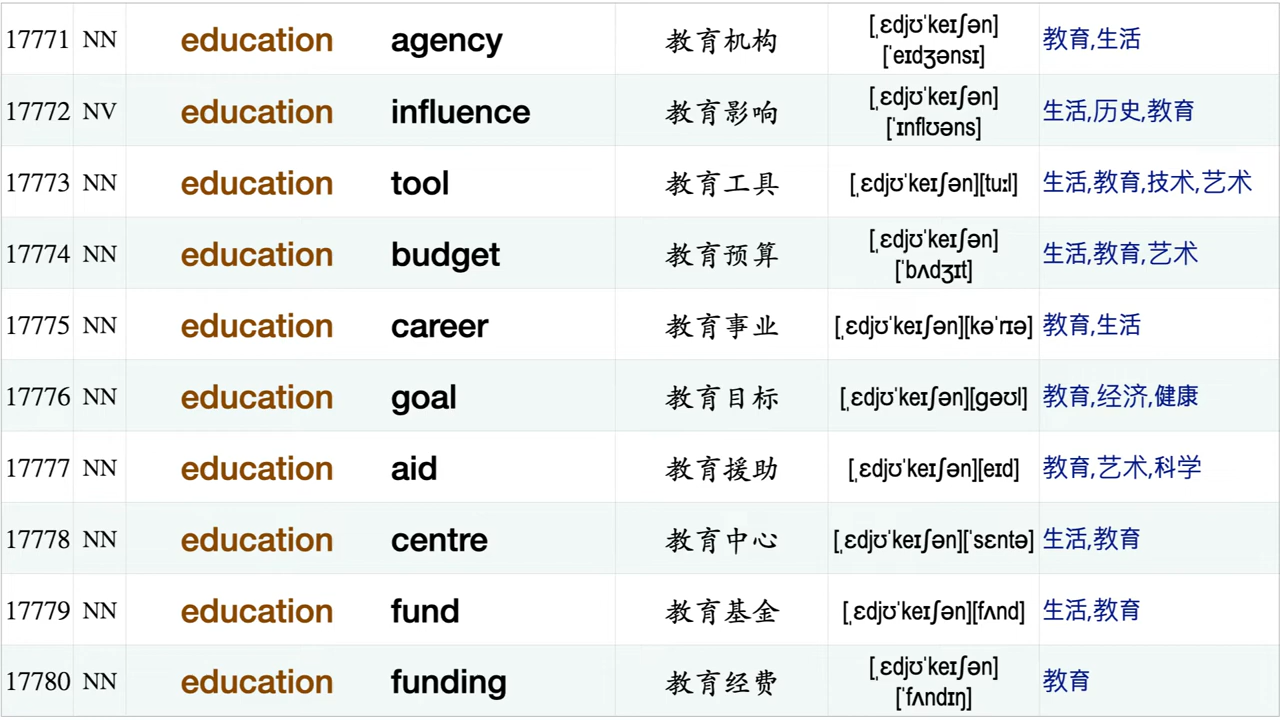 17771 NN education agency 教育机构 [ˌɛdjʊˈkeɪʃən] ['eɪdʒənsɪ] 教育,生活
17772 NV education influence 教育影响 [ˌɛdjʊˈkeɪʃən] [ˈɪnflʊəns] 生活,历史,教育
17773 NN education tool 教育工具 [ˌɛdjʊˈkeɪʃən][tuːl] 生活,教育,技术,艺术
17774 NN education budget 教育预算 [ˌɛdjʊˈkeɪʃən] [ˈbʌdʒɪt] 生活,教育,艺术
17775 NN education career 教育事业 [ˌɛdjʊˈkeɪʃən][kəˈrɪə] 教育,生活
17776 NN education goal 教育目标 [ˌɛdjʊˈkeɪʃən][gəʊl] 教育,经济,健康
17777 NN education aid 教育援助 [ˌɛdjʊˈkeɪʃən][eɪd] 教育,艺术,科学
17778 NN education centre 教育中心 [ˌɛdjʊˈkeɪʃən][ˈsɛntə] 生活,教育
17779 NN education fund 教育基金 [ˌɛdjʊˈkeɪʃən][fʌnd] 生活,教育
17780 NN education funding 教育经费 [ˌɛdjʊˈkeɪʃən] [ˈfʌndɪŋ] 教育